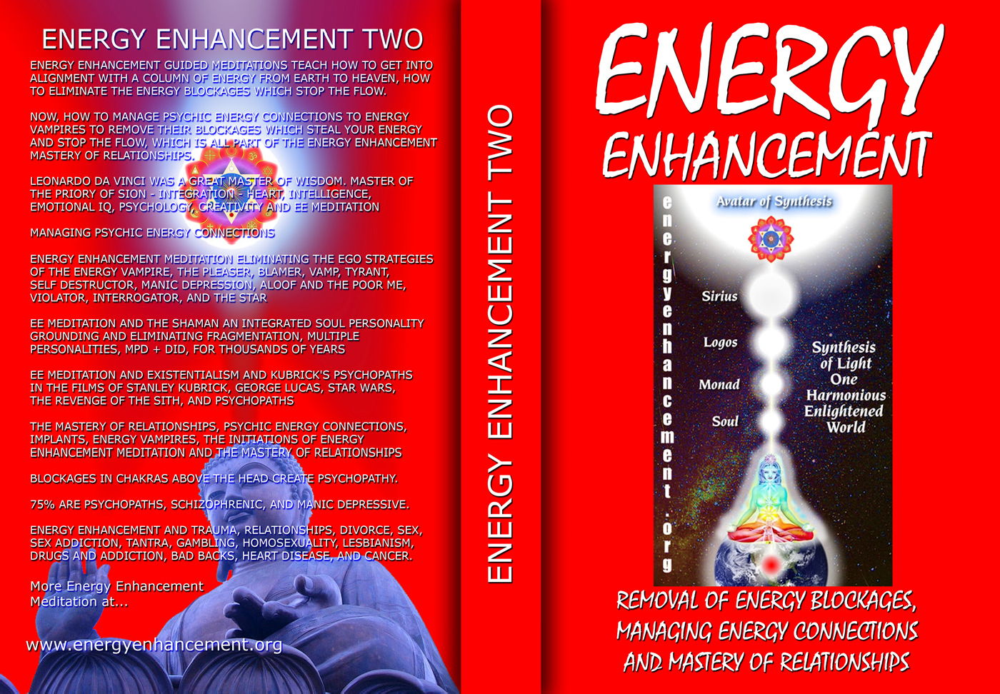 ENERGY ENHANCEMENT TWO
ENERGY ENHANCEMENT GUIDED MEDITATIONS TEACH HOW TO GET INTO
ALIGNMENT WITH A COLUMN OF ENERGY FROM EARTH TO HEAVEN, HOW
TO ELIMINATE THE ENERGY BLOCKAGES WHICH STOP THE FLOW.
NOW, HOW TO MANAGE PSYCHIC ENERGY CONNECTIONS TO ENERGY
VAMPIRES TO REMOVE THEIR BLOCKAGES WHICH STEAL YOUR ENERGY
AND STOP THE FLOW, WHICH IS ALL PART OF THE ENERGY ENHANCEMENT
MASTERY OF RELATIONSHIPS.
LEONARDO DA VINCI WAS A GREAT MASTER OF WISDOM. MASTER OF
THE PRIORY OF SION - INTEGRATION - HEART, INTELLIGENCE,
EMOTIONAL IQ, PSYCHOLOGY, CREATIVITY AND EE MEDITATION
MANAGING PSYCHIC ENERGY CONNECTIONS
ENERGY ENHANCEMENT MEDITATION ELIMINATING THE EGO STRATEGIES
OF THE ENERGY VAMPIRE, THE PLEASER, BLAMER, VAMP, TYRANT,
SELF DESTRUCTOR, MANIC DEPRESSION, ALOOF AND THE POOR ME,
VIOLATOR, INTERROGATOR, AND THE STAR
EE MEDITATION AND THE SHAMAN AN INTEGRATED SOUL PERSONALITY
GROUNDING AND ELIMINATING FRAGMENTATION, MULTIPLE
PERSONALITIES, MPD + DID, FOR THOUSANDS OF YEARS
EE MEDITATION AND EXISTENTIALISM AND KUBRICK'S PSYCHOPATHS
IN THE FILMS OF STANLEY KUBRICK, GEORGE LUCAS, STAR WARS,
THE REVENGE OF THE SITH, AND PSYCHOPATHS
THE MASTERY OF RELATIONSHIPS, PSYCHIC ENERGY CONNECTIONS,
IMPLANTS, ENERGY VAMPIRES, THE INITIATIONS OF ENERGY
ENHANCEMENT MEDITATION AND THE MASTERY OF RELATIONSHIPS
BLOCKAGES IN CHAKRAS ABOVE THE HEAD CREATE PSYCHOPATHY.
75% ARE PSYCHOPATHS, SCHIZOPHRENIC, AND MANIC DEPRESSIVE.
ENERGY ENHANCEMENT AND TRAUMA, RELATIONSHIPS, DIVORCE, SEX,
SEX ADDICTION, TANTRA, GAMBLING, HOMOSEXUALITY, LESBIANISM,
DRUGS AND ADDICTION, BAD BACKS, HEART DISEASE, AND CANCER.
More Energy Enhancement
Meditation at...
www.energyenhancement.org
ENERGY ENHANCEMENT TWO
ENERGY
ENHANCEMENT
energyenhancement.org
Avatar of Synthesis
Sirius
Logos
Monad
Soul
Synthesis
of Light
One
Harmonious
Enlightened
World
REMOVAL OF ENERGY BLOCKAGES,
MANAGING ENERGY CONNECTIONS
AND MASTERY OF RELATIONSHIPS